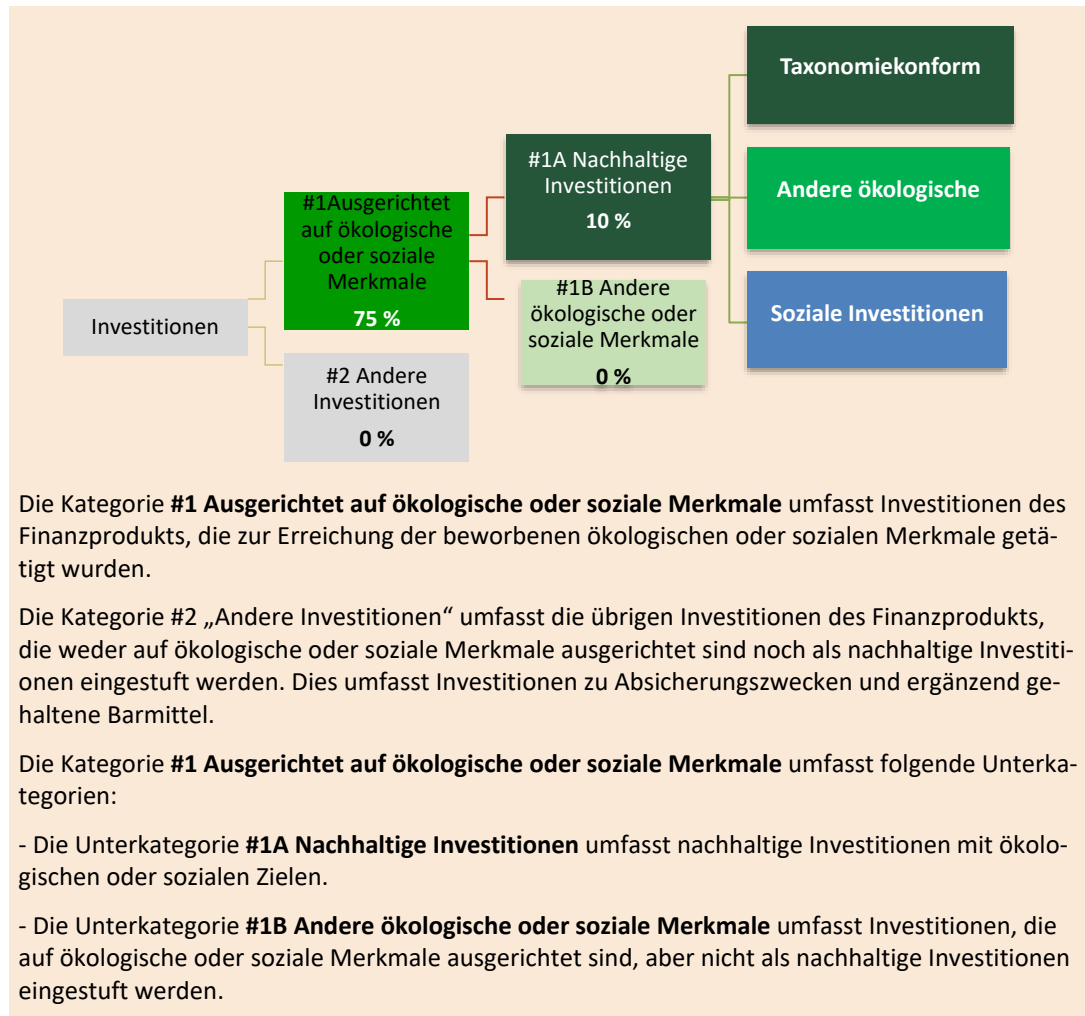 Investitionen
#1Ausgerichtet
auf ökologische
oder soziale
Merkmale
75 %
#2 Andere
Investitionen
0 %
#1A Nachhaltige
Investitionen
10 %
#1B Andere
ökologische oder
soziale Merkmale
0 %
Taxonomiekonform
Andere ökologische
Soziale Investitionen
Die Kategorie #1 Ausgerichtet auf ökologische oder soziale Merkmale umfasst Investitionen des
Finanzprodukts, die zur Erreichung der beworbenen ökologischen oder sozialen Merkmale getä-
tigt wurden.
Die Kategorie #2 „Andere Investitionen“ umfasst die übrigen Investitionen des Finanzprodukts,
die weder auf ökologische oder soziale Merkmale ausgerichtet sind noch als nachhaltige Investiti-
onen eingestuft werden. Dies umfasst Investitionen zu Absicherungszwecken und ergänzend ge-
haltene Barmittel.
Die Kategorie #1 Ausgerichtet auf ökologische oder soziale Merkmale umfasst folgende Unterka-
tegorien:
- Die Unterkategorie #1A Nachhaltige Investitionen umfasst nachhaltige Investitionen mit ökolo-
gischen oder sozialen Zielen.
- Die Unterkategorie #1B Andere ökologische oder soziale Merkmale umfasst Investitionen, die
auf ökologische oder soziale Merkmale ausgerichtet sind, aber nicht als nachhaltige Investitionen
eingestuft werden.